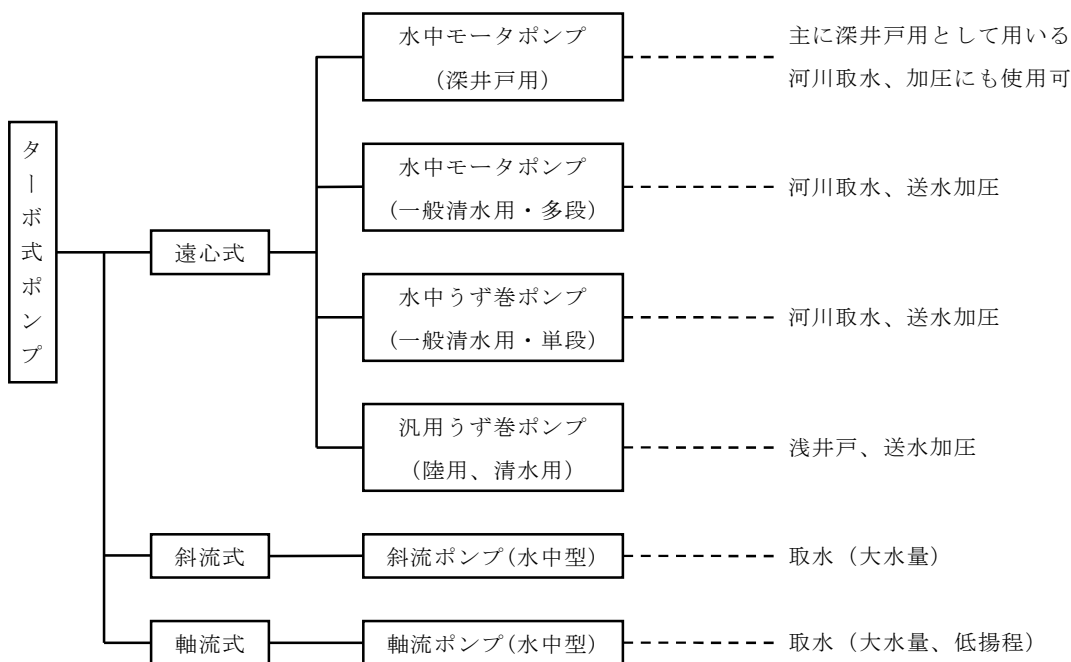 ターボ式ポンプ
遠心式
水中モータポンプ
(深井戸用)
主に深井戸用として用いる
河川取水、加圧にも使用可
水中モータポンプ
(一般清水用・多段)
河川取水、送水加圧
水中うず巻ポンプ
(一般清水用・単段)
河川取水、送水加圧
汎用うず巻ポンプ
(陸用、清水用)
浅井戸、送水加圧
斜流式
斜流ポンプ(水中型)
取水（大水量）
軸流式
軸流ポンプ(水中型)
取水（大水量、低揚程）